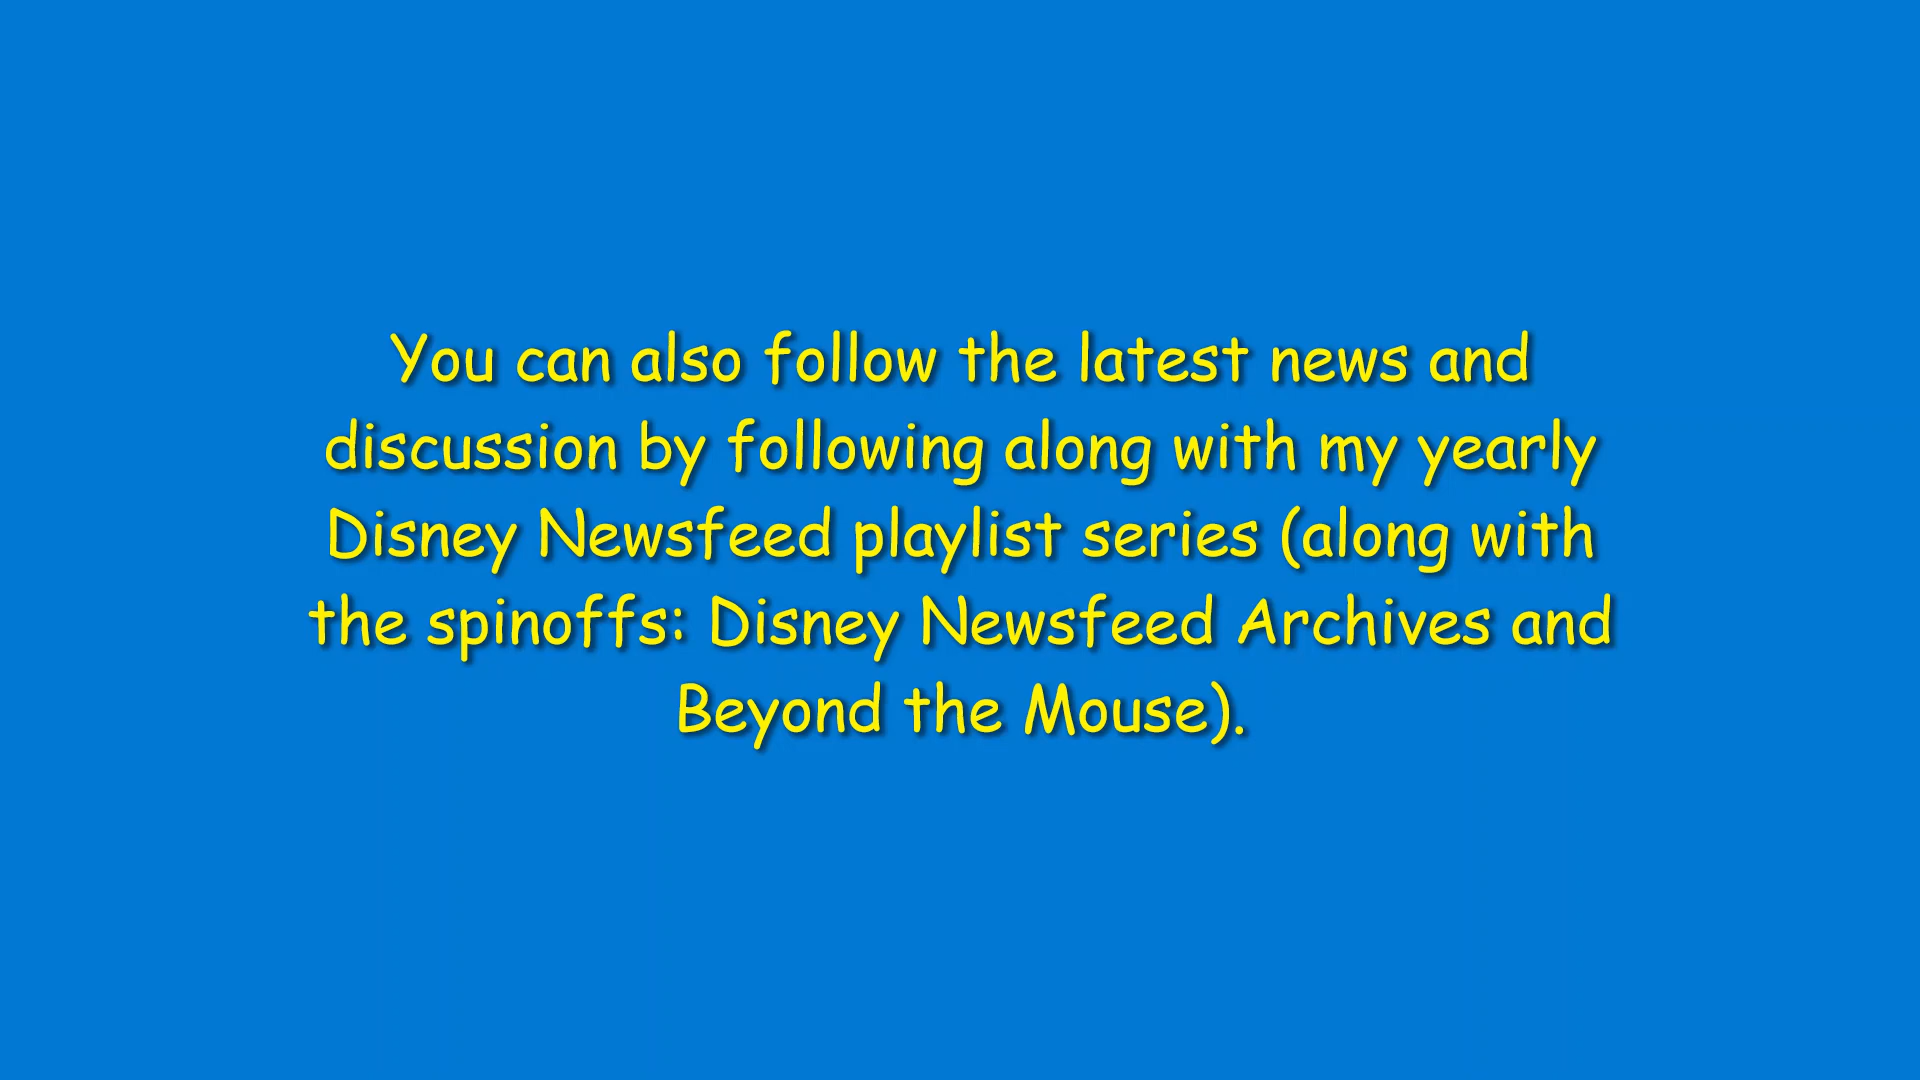 You can also follow the latest news and
discussion by following along with my yearly
Disney Newsfeed playlist series (along with
the spinoffs: Disney Newsfeed Archives and
Beyond the Mouse).